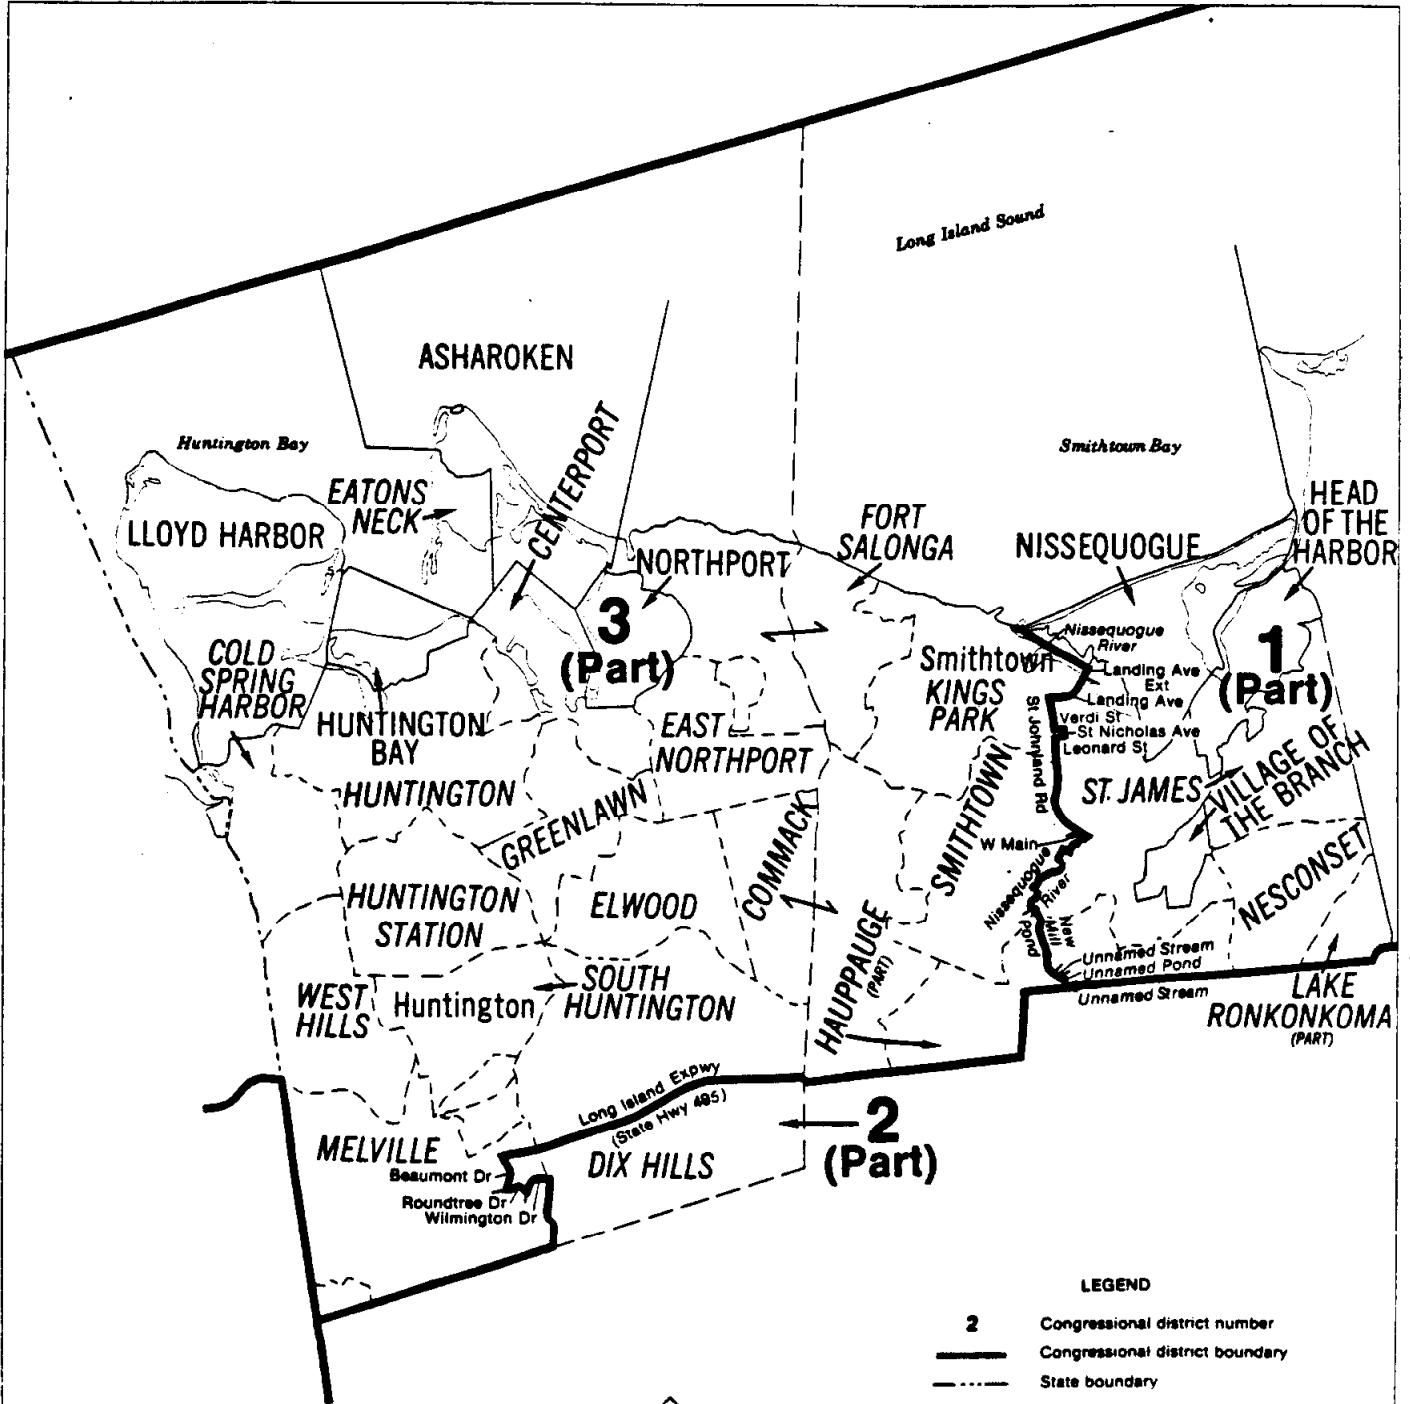 Long Island Sound
ASHAROKEN
Huntington Bay
Smithtown Bay
EATONS
NECK
CENTERPORT
LLOYD HARBOR
FORT
SALONGA
HEAD
OF THE
HARBOR
NISSEQUOGUE
NORTHPORT
3
(Part)
1
(Part)
Nissequogue
River
Smithtown
KINGS
PARK
Landing Ave
Ext
Landing Ave
Verdi St
St Nicholas Ave
Leonard St
St Johnland Rd
COLD
SPRING
HARBOR
HUNTINGTON
BAY
EAST
NORTHPORT
HUNTINGTON
GREENLAWN
COMMACK
SMITHTOWN
ST. JAMES
VILLAGE OF
THE BRANCH
W Main
Nissequogue
River
New
Mill
Pond
NESCONSET
HUNTINGTON
STATION
ELWOOD
HAUPPAUGE
(PART)
Unnamed Stream
Unnamed Pond
Unnamed Stream
WEST
HILLS
Huntington
SOUTH
HUNTINGTON
LAKE
RONKONKOMA
(PART)
Long Island Expwy
(State Hwy 495)
2
(Part)
MELVILLE
DIX HILLS
Beaumont Dr
Roundtree Dr
Wilmington Dr
LEGEND
2 Congressional district number
Congressional district boundary
State boundary